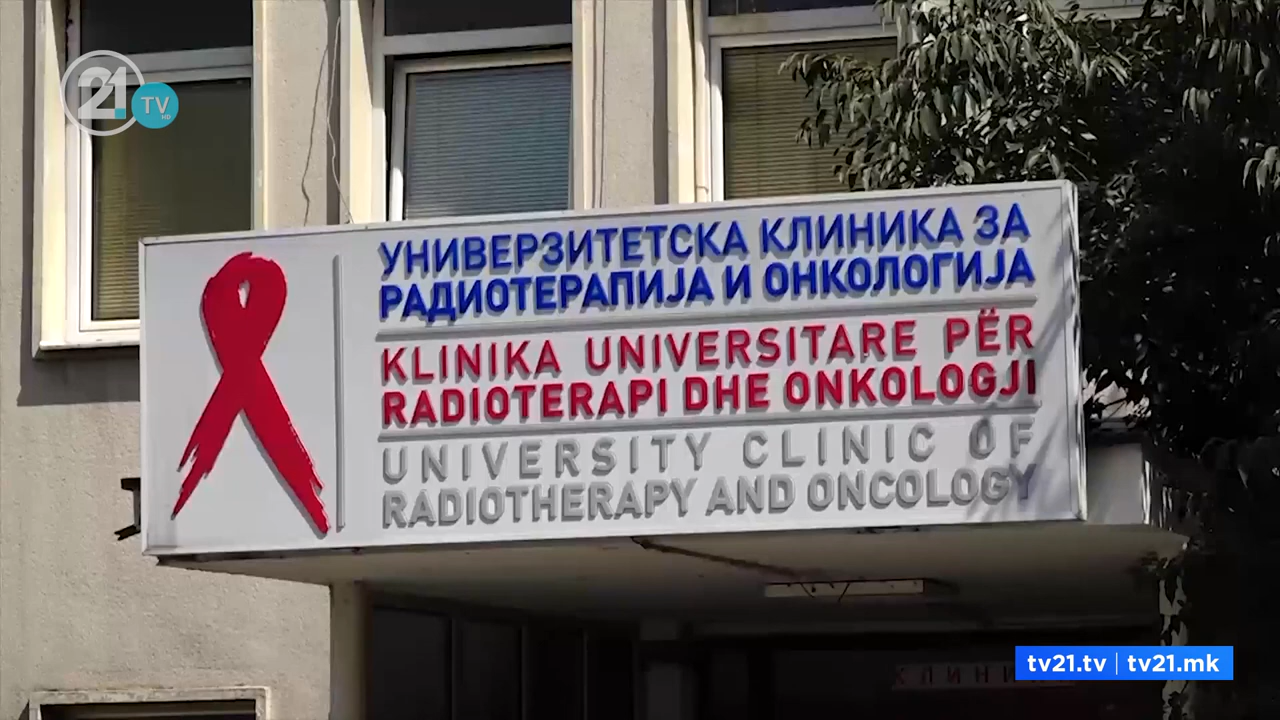 21
TV
HD
УНИВЕРЗИТЕТСКА КЛИНИКА ЗА
РАДИОТЕРАПИЈА И ОНКОЛОГИЈА
KLINIKA UNIVERSITARE PËR
RADIOTERAPI DHE ONKOLOGJI
UNIVERSITY CLINIC OF
RADIOTHERAPY AND ONCOLOGY
tv21.tv | tv21.mk